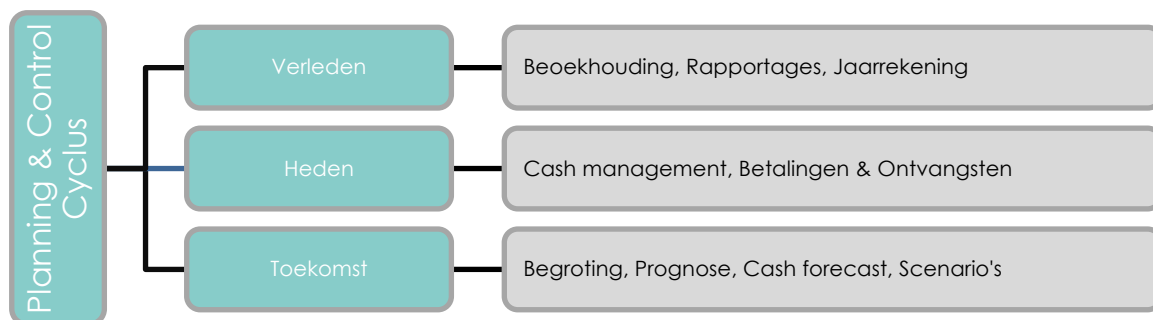 Planning & Control
Cyclus
Verleden
Beoekhouding, Rapportages, Jaarrekening
Heden
Cash management, Betalingen & Ontvangsten
Toekomst
Begroting, Prognose, Cash forecast, Scenario's